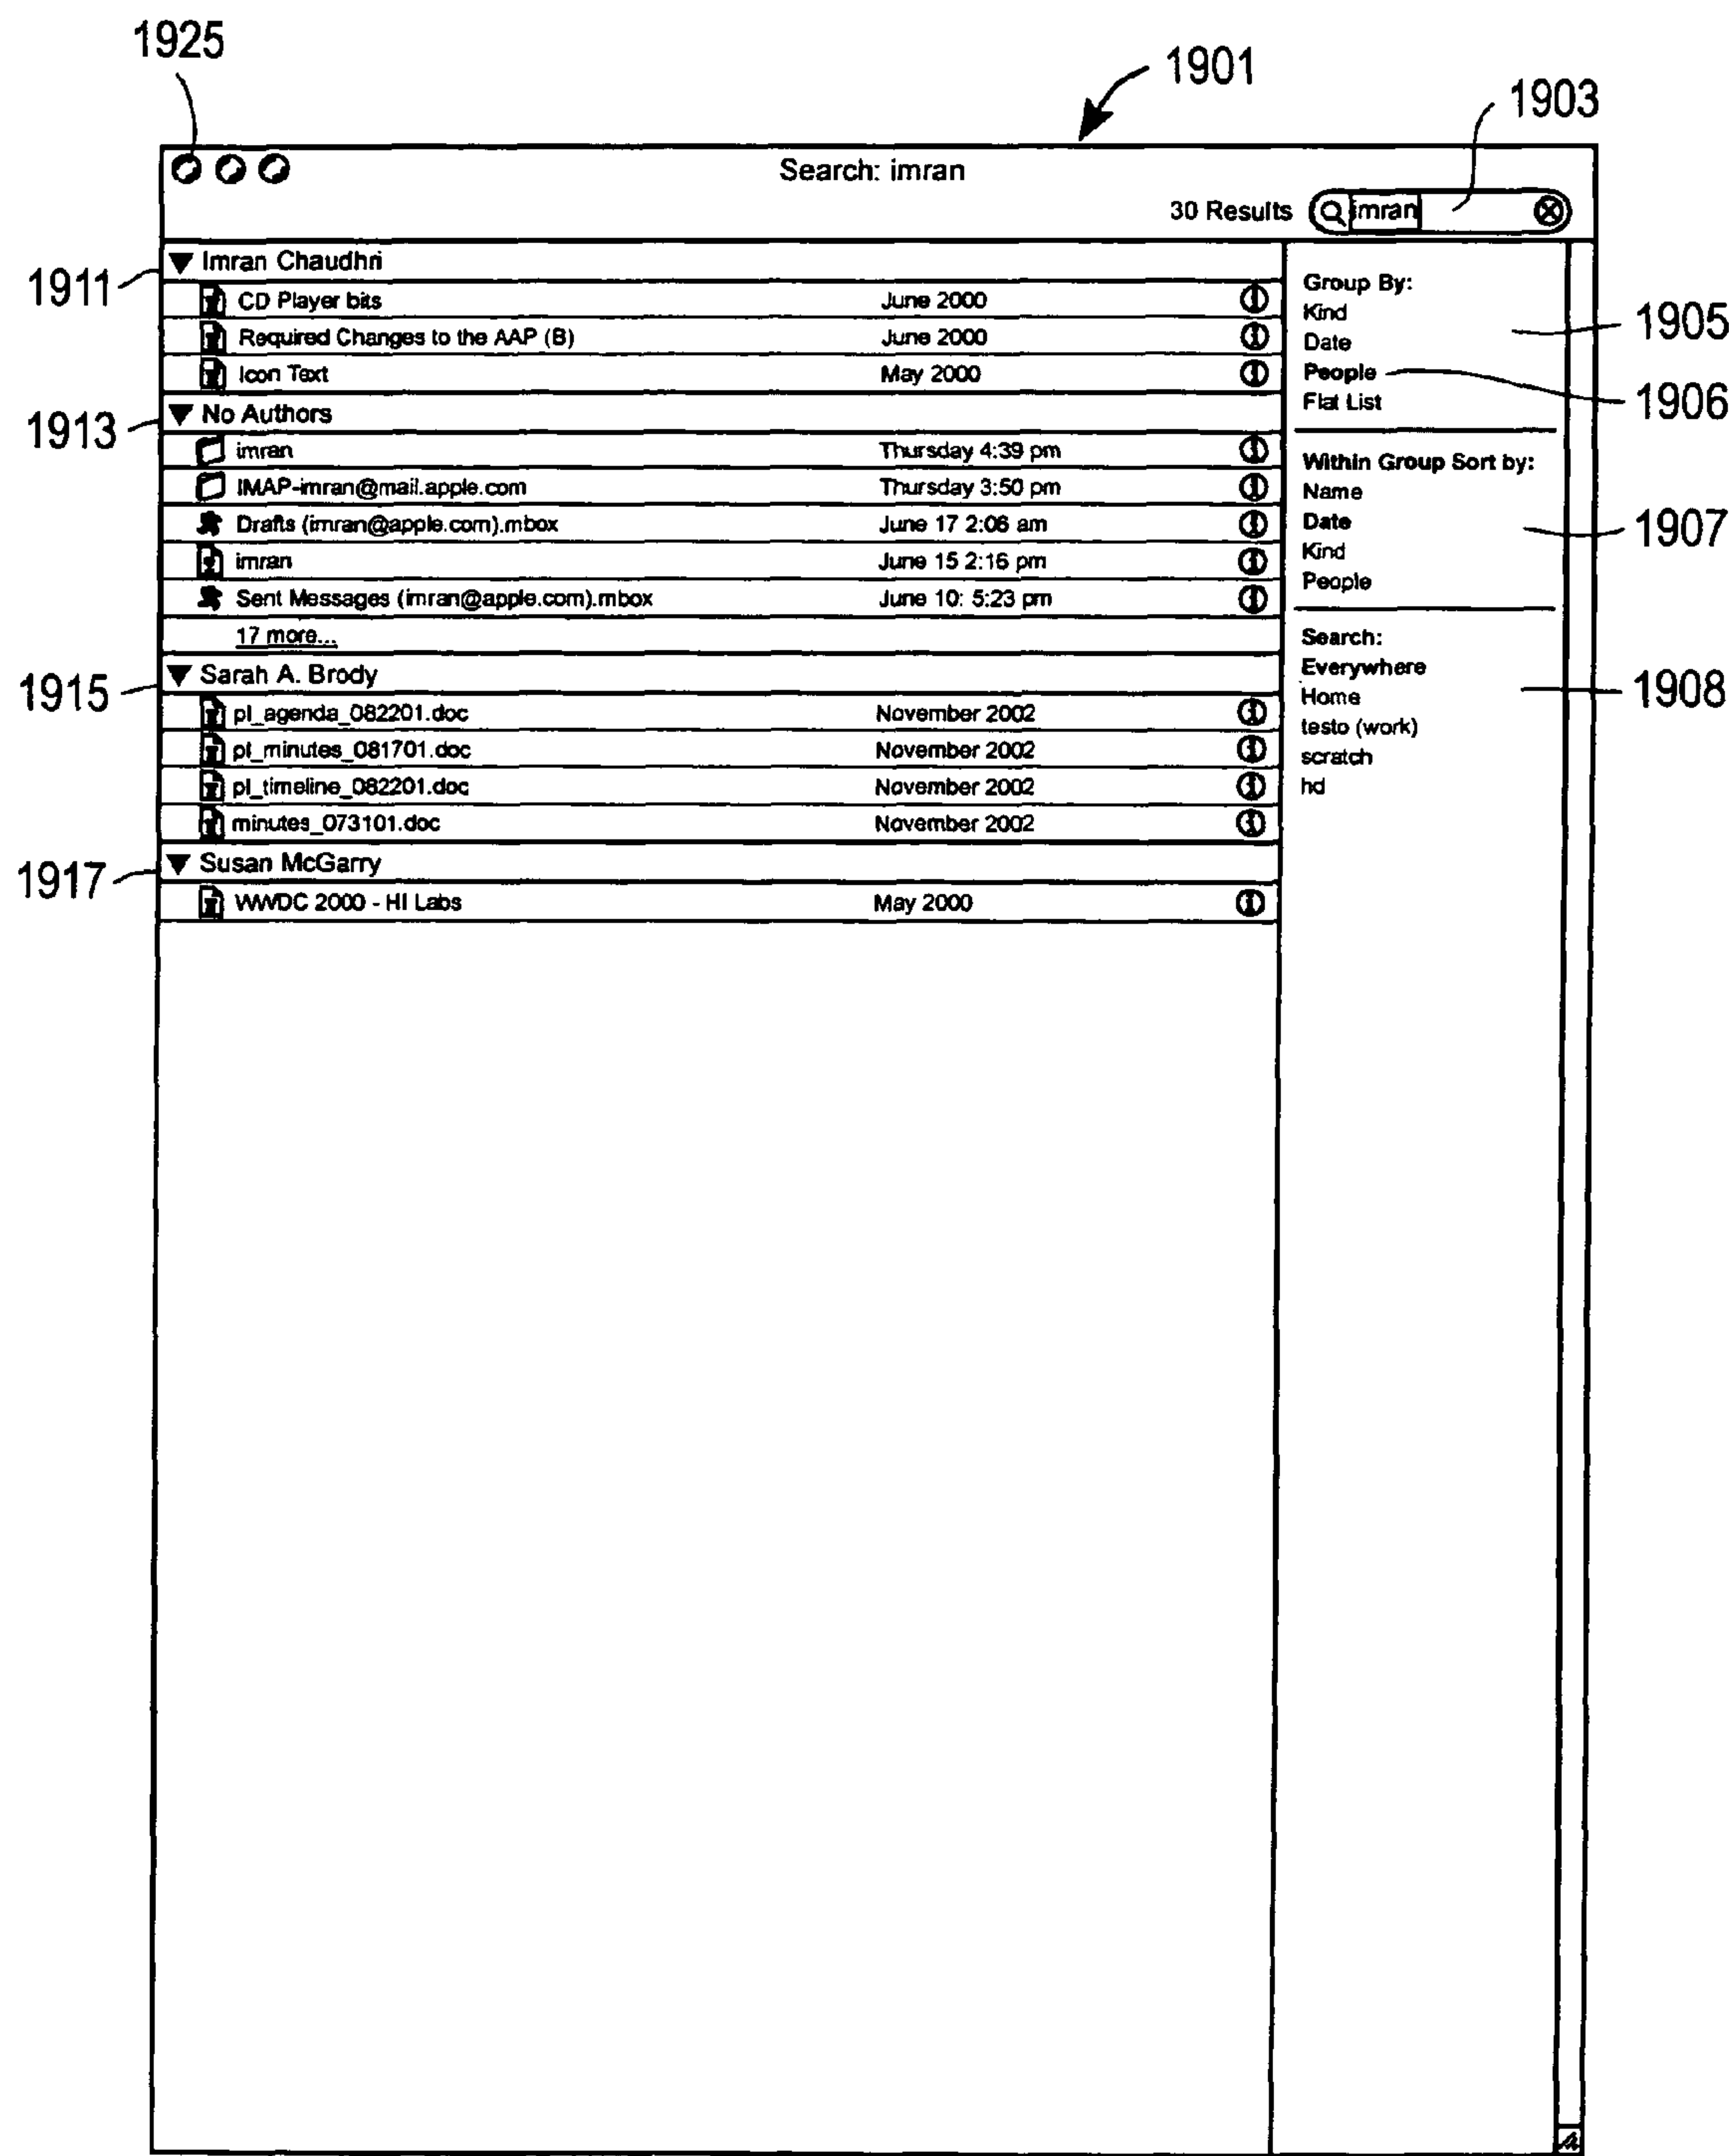 1925
1901
1903
Search: imran
30 Results imran
1911
Imran Chaudhri
CD Player bits June 2000
Required Changes to the AAP (B) June 2000
Icon Text May 2000
1913
No Authors
imran Thursday 4:39 pm
IMAP-imran@mail.apple.com Thursday 3:50 pm
Drafts (imran@apple.com).mbox June 17 2:06 am
imran June 15 2:16 pm
Sent Messages (imran@apple.com).mbox June 10: 5:23 pm
17 more...
1915
Sarah A. Brody
pl_agenda_082201.doc November 2002
pl_minutes_081701.doc November 2002
pl_timeline_082201.doc November 2002
minutes_073101.doc November 2002
1917
Susan McGarry
WWDC 2000 - HI Labs May 2000
Group By:
Kind
Date
People
Flat List
1905
1906
Within Group Sort by:
Name
Date
Kind
People
1907
Search:
Everywhere
Home
testo (work)
scratch
hd
1908